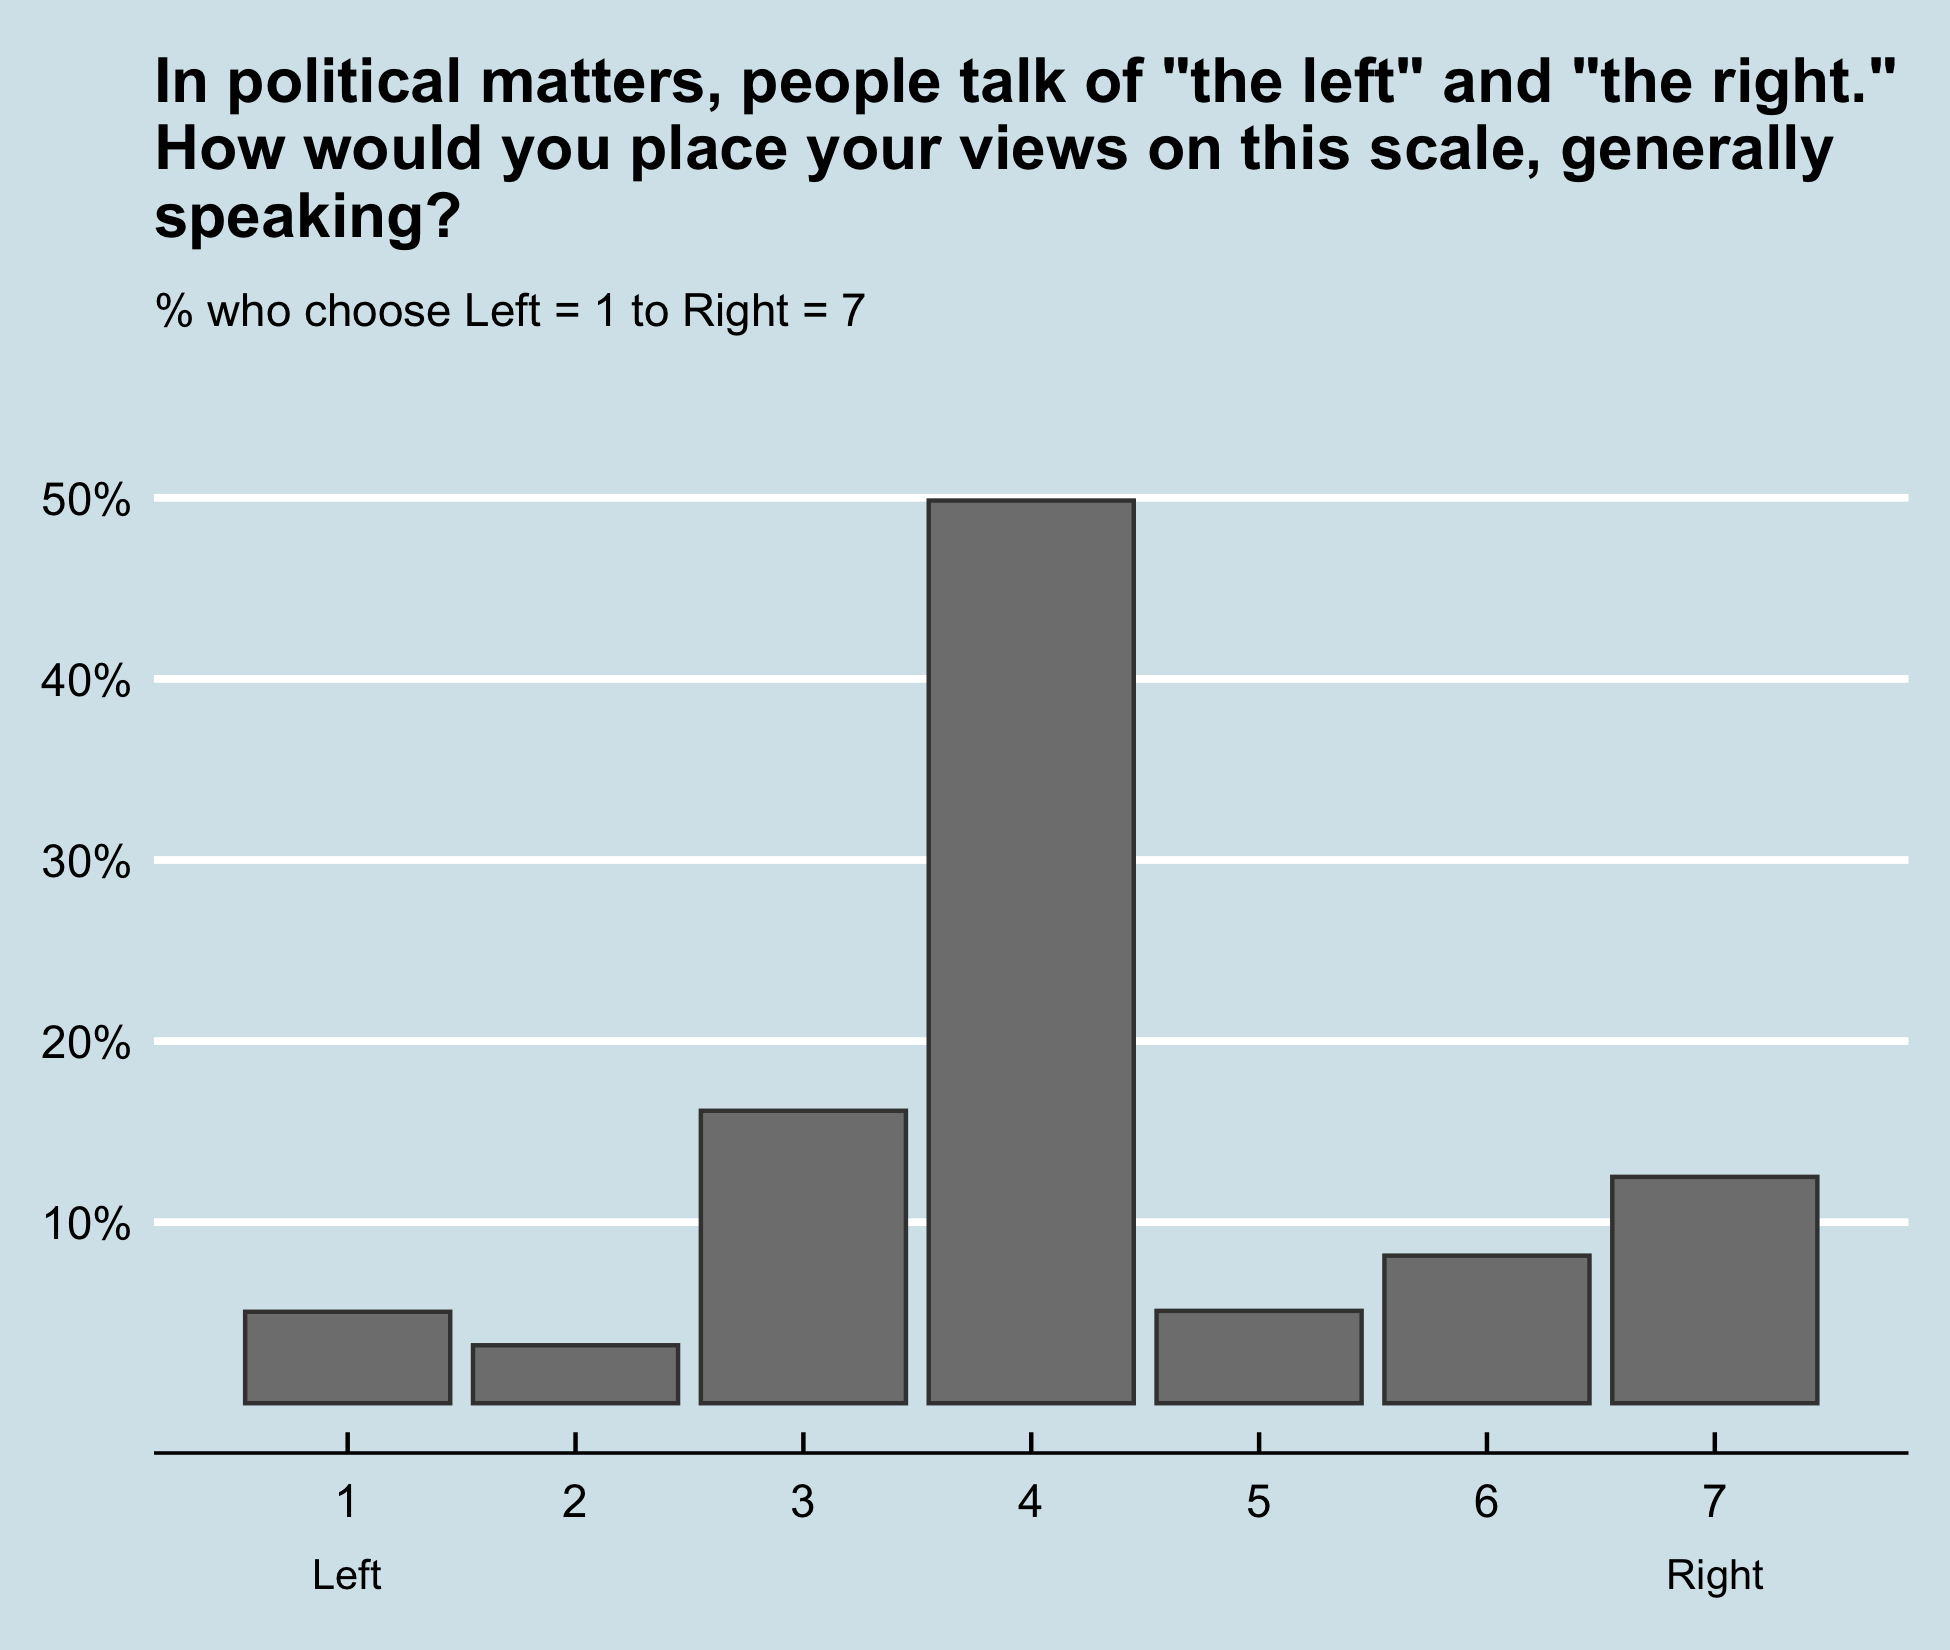 In political matters, people talk of "the left" and "the right."
How would you place your views on this scale, generally
speaking?
% who choose Left = 1 to Right = 7
50%
40%
30%
20%
10%
1 2 3 4 5 6 7
Left Right